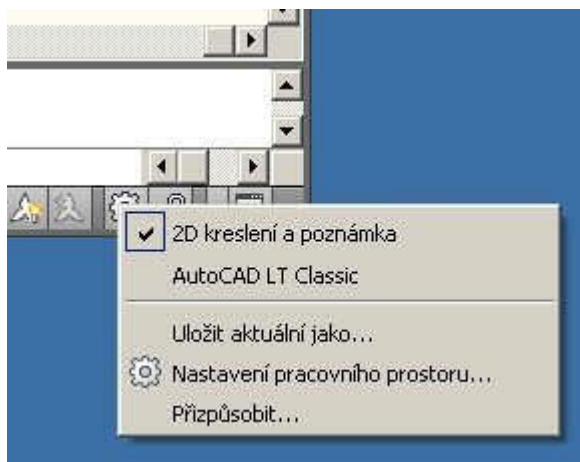 2D kreslení a poznámka
AutoCAD LT Classic
Uložit aktuální jako...
Nastavení pracovního prostoru...
Přizpůsobit...